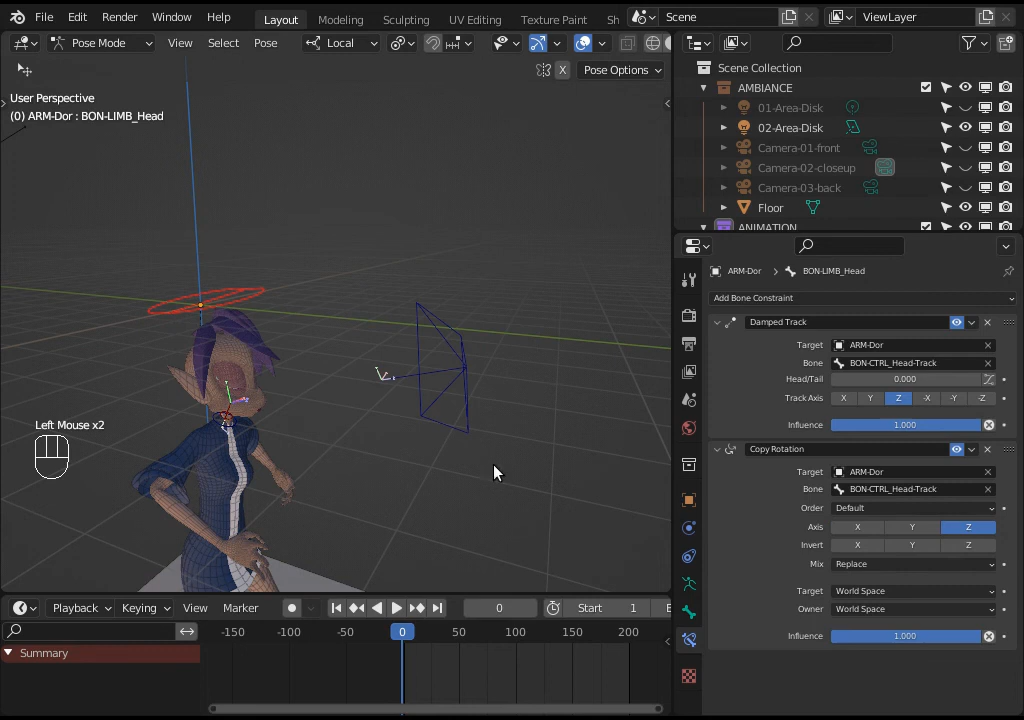 File Edit Render Window Help Layout Modeling Sculpting UV Editing Texture Paint Sh Scene ViewLayer
Pose Mode View Select Pose Local
X Pose Options
User Perspective
(0) ARM-Dor : BON-LIMB_Head
Left Mouse x2
Playback Keying View Marker 0 Start 1 E
-150 -100 -50 0 50 100 150 200
Summary
Scene Collection
AMBIANCE
01-Area-Disk
02-Area-Disk
Camera-01-front
Camera-02-closeup
Camera-03-back
Floor
ANIMATION
ARM-Dor > BON-LIMB_Head
Add Bone Constraint
Damped Track
Target ARM-Dor
Bone BON-CTRL_Head-Track
Head/Tail 0.000
Track Axis X Y Z -X -Y -Z
Influence 1.000
Copy Rotation
Target ARM-Dor
Bone BON-CTRL_Head-Track
Order Default
Axis X Y Z
Invert X Y Z
Mix Replace
Target World Space
Owner World Space
Influence 1.000